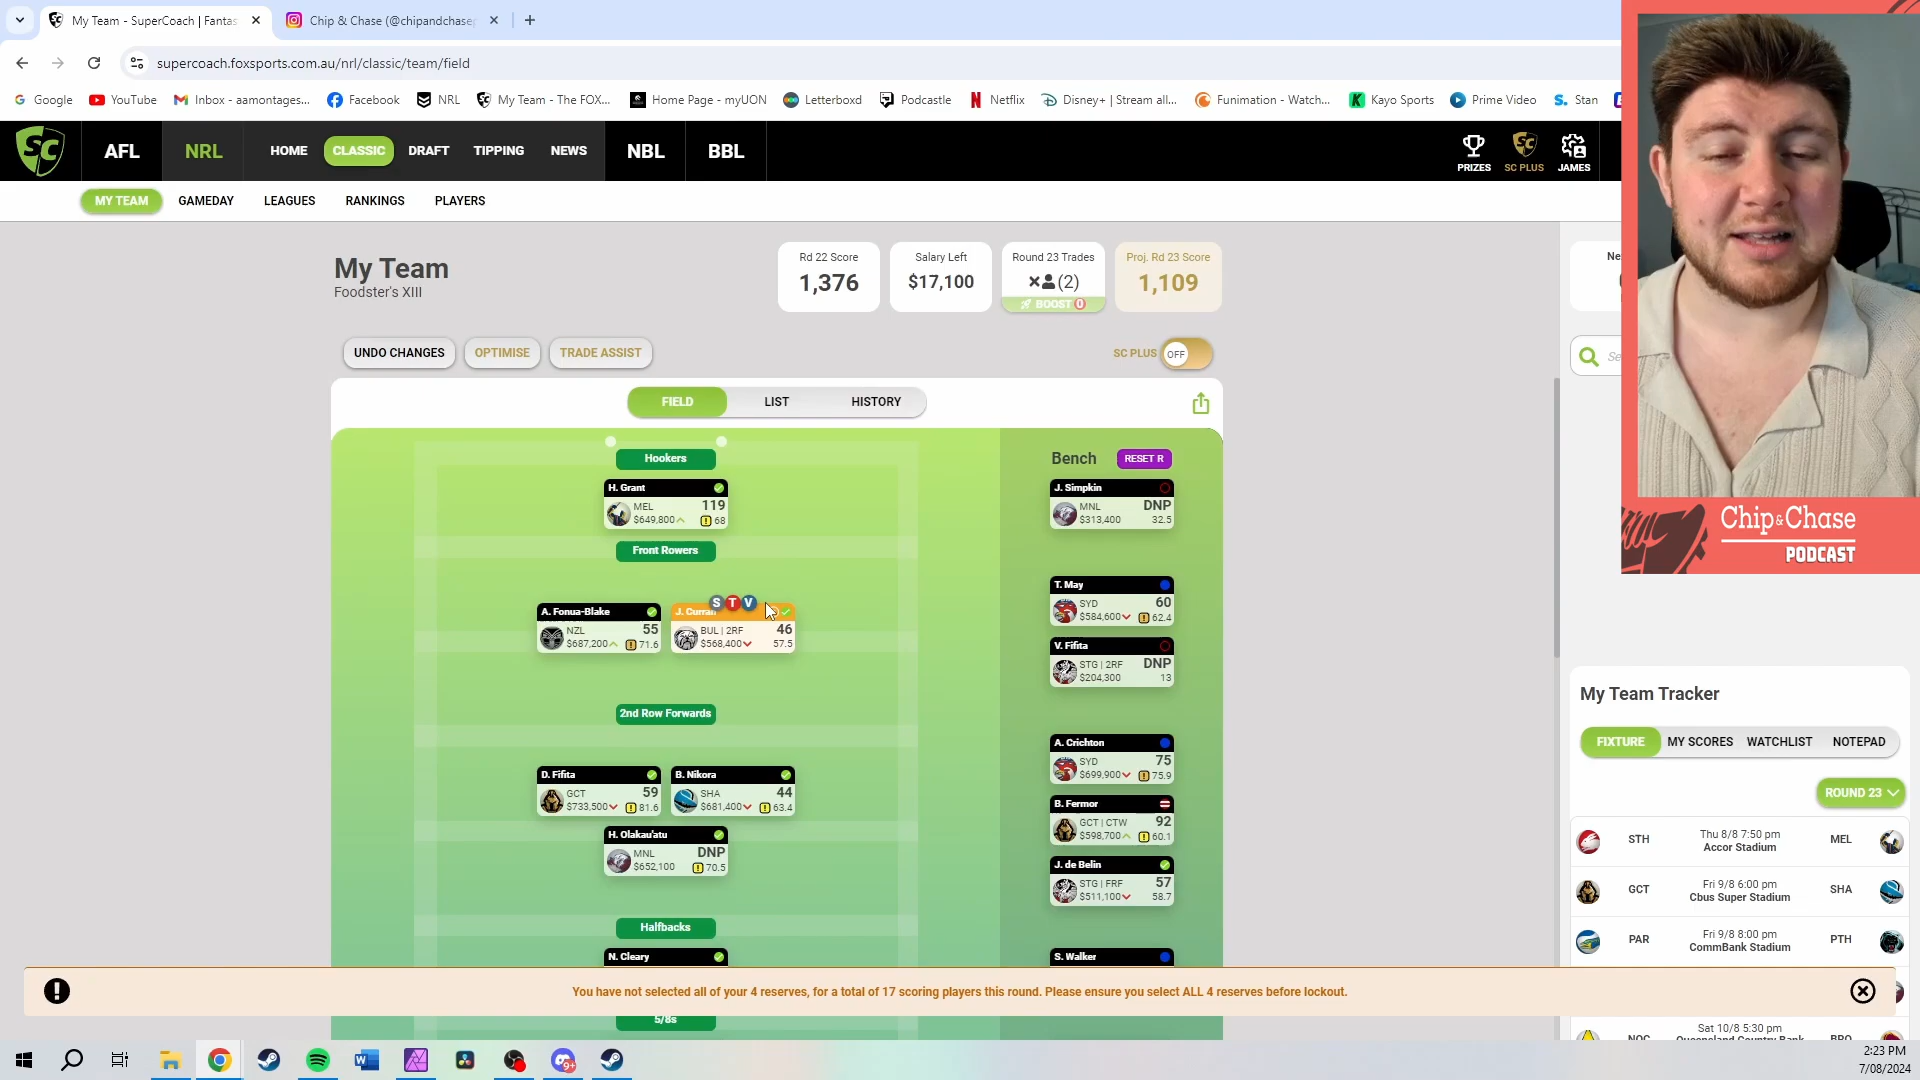 My Team - SuperCoach | Fantas
Chip & Chase (@chipandchasep
supercoach.foxsports.com.au/nrl/classic/team/field
Google
YouTube
Inbox - aamontages...
Facebook
NRL
My Team - The FOX...
Home Page - myUON
Letterboxd
Podcastle
Netflix
Disney+ | Stream all...
Funimation - Watch...
Kayo Sports
Prime Video
Stan
SC
AFL
NRL
HOME
CLASSIC
DRAFT
TIPPING
NEWS
NBL
BBL
PRIZES
SC PLUS
JAMES
MY TEAM
GAMEDAY
LEAGUES
RANKINGS
PLAYERS
My Team
Foodster's XIII
Rd 22 Score
1,376
Salary Left
$17,100
Round 23 Trades
(2)
BOOST 0
Proj. Rd 23 Score
1,109
Ne
UNDO CHANGES
OPTIMISE
TRADE ASSIST
SC PLUS
OFF
Se
FIELD
LIST
HISTORY
Hookers
H. Grant
MEL 119
$649,800 68
Front Rowers
A. Fonua-Blake
NZL 55
$687,200 71.6
J. Curran
S T V
BUL | 2RF 46
$568,400 57.5
2nd Row Forwards
D. Fifita
GCT 59
$733,500 81.6
B. Nikora
SHA 44
$681,400 63.4
H. Olakau'atu
MNL DNP
$652,100 70.5
Halfbacks
N. Cleary
5/8s
Bench
RESET R
J. Simpkin
MNL DNP
$313,400 32.5
T. May
SYD 60
$584,600 62.4
V. Fifita
STG | 2RF DNP
$204,300 13
A. Crichton
SYD 75
$699,900 75.9
B. Fermor
GCT | CTW 92
$598,700 60.1
J. de Belin
STG | FRF 57
$511,100 58.7
S. Walker
Chip & Chase
PODCAST
My Team Tracker
FIXTURE
MY SCORES
WATCHLIST
NOTEPAD
ROUND 23
STH
Thu 8/8 7:50 pm
Accor Stadium
MEL
GCT
Fri 9/8 6:00 pm
Cbus Super Stadium
SHA
PAR
Fri 9/8 8:00 pm
CommBank Stadium
PTH
Sat 10/8 5:30 pm
NOC
Queensland Country Bank
BRO
You have not selected all of your 4 reserves, for a total of 17 scoring players this round. Please ensure you select ALL 4 reserves before lockout.
9+
2:23 PM
7/08/2024